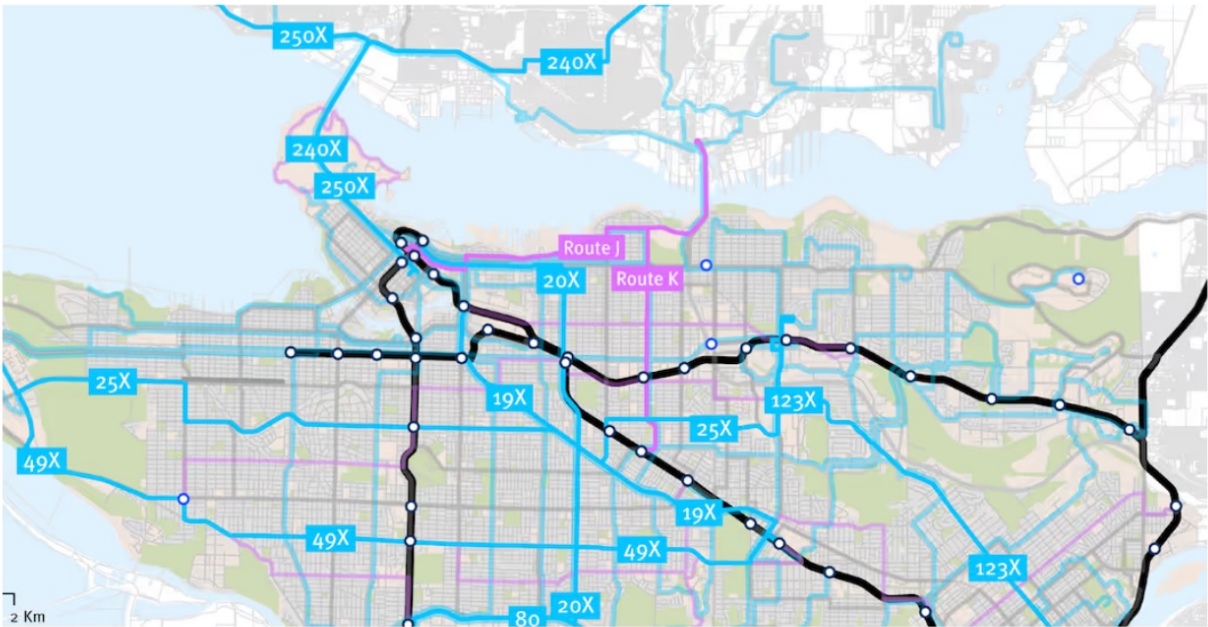 250X
240X
240X
250X
Route J
20X
Route K
25X
19X
123X
25X
49X
19X
49X
49X
123X
80
20X
2 Km